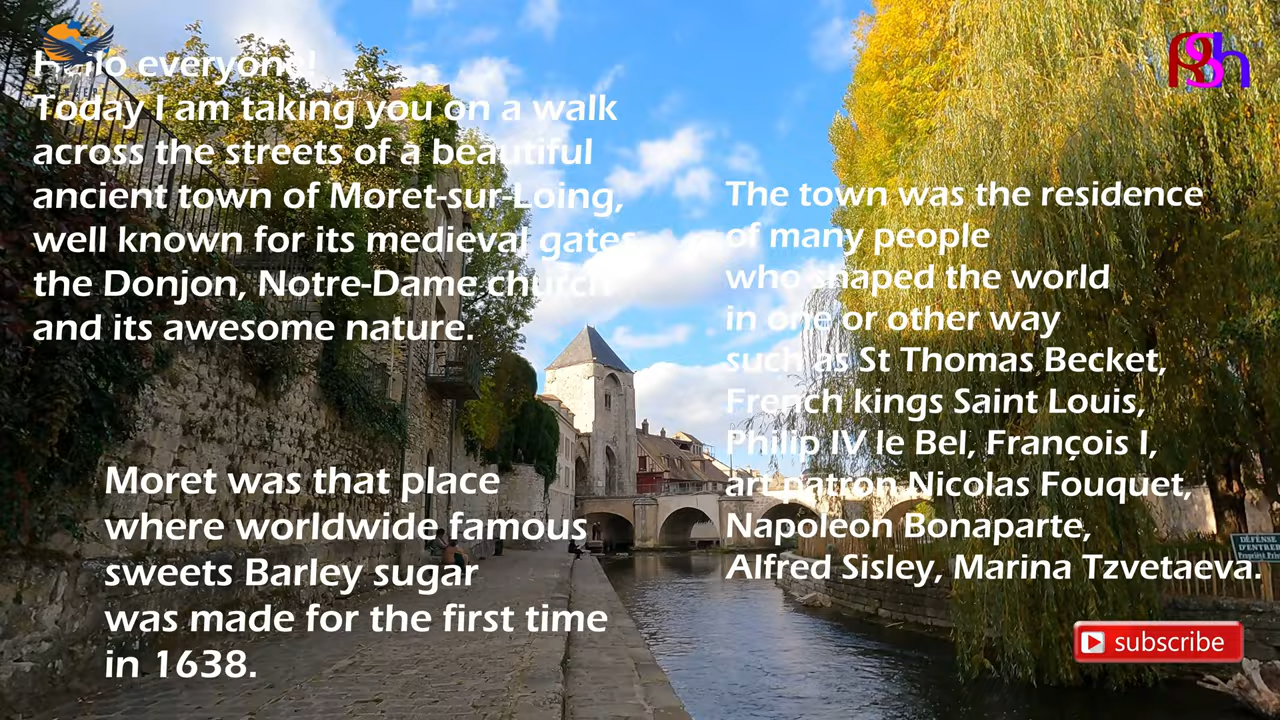 Hello everyone!
Today I am taking you on a walk
across the streets of a beautiful
ancient town of Moret-sur-Loing,
well known for its medieval gates
the Donjon, Notre-Dame church
and its awesome nature.
Moret was that place
where worldwide famous
sweets Barley sugar
was made for the first time
in 1638.
The town was the residence
of many people
who shaped the world
in one or other way
such as St Thomas Becket,
French kings Saint Louis,
Philip IV le Bel, François I,
art patron Nicolas Fouquet,
Napoleon Bonaparte,
Alfred Sisley, Marina Tzvetaeva.
DÉFENSE
D'ENTRER
subscribe